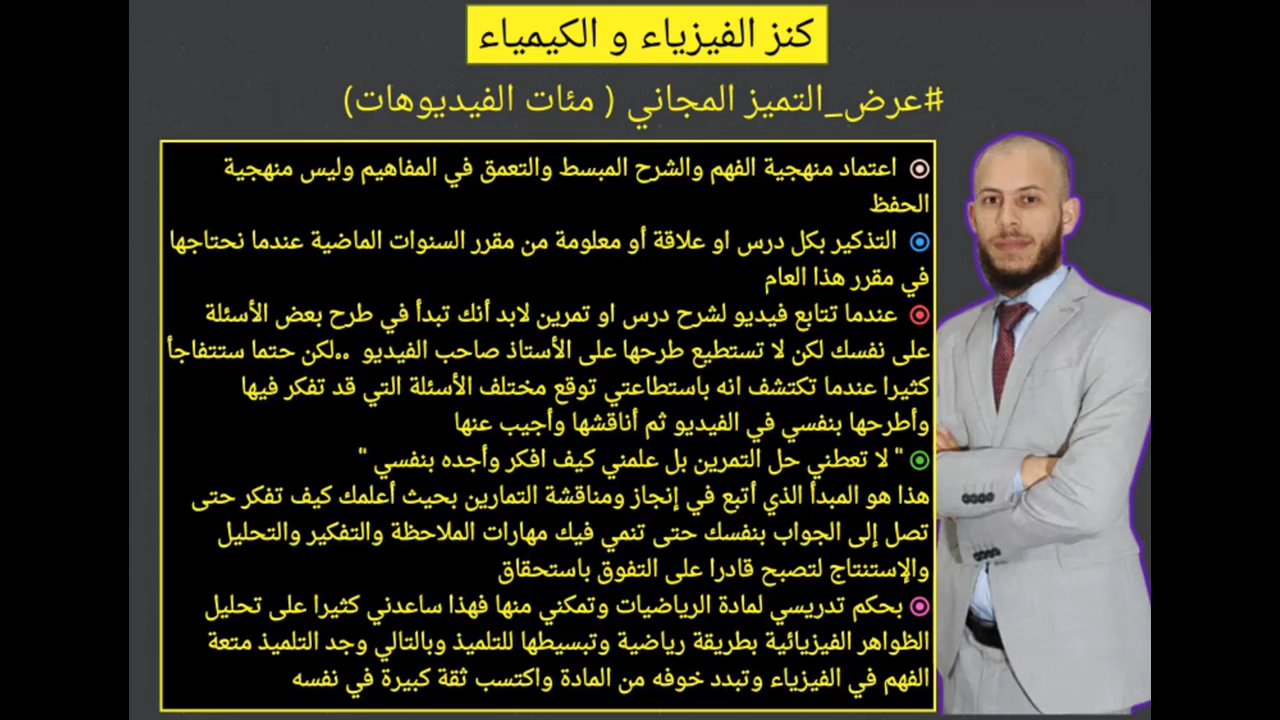 كنز الفيزياء و الكيمياء
#عرض_التميز المجاني ( مئات الفيديوهات)
اعتماد منهجية الفهم والشرح المبسط والتعمق في المفاهيم وليس منهجية
الحفظ
التذكير بكل درس او علاقة أو معلومة من مقرر السنوات الماضية عندما نحتاجها
في مقرر هذا العام
عندما تتابع فيديو لشرح درس او تمرين لابد أنك تبدأ في طرح بعض الأسئلة
على نفسك لكن لا تستطيع طرحها على الأستاذ صاحب الفيديو ..لكن حتما ستتفاجأ
كثيرا عندما تكتشف انه باستطاعتي توقع مختلف الأسئلة التي قد تفكر فيها
وأطرحها بنفسي في الفيديو ثم أناقشها وأجيب عنها
" لا تعطني حل التمرين بل علمني كيف افكر وأجده بنفسي "
هذا هو المبدأ الذي أتبع في إنجاز ومناقشة التمارين بحيث أعلمك كيف تفكر حتى
تصل إلى الجواب بنفسك حتى تنمي فيك مهارات الملاحظة والتفكير والتحليل
والإستنتاج لتصبح قادرا على التفوق باستحقاق
بحكم تدريسي لمادة الرياضيات وتمكني منها فهذا ساعدني كثيرا على تحليل
الظواهر الفيزيائية بطريقة رياضية وتبسيطها للتلميذ وبالتالي وجد التلميذ متعة
الفهم في الفيزياء وتبدد خوفه من المادة واكتسب ثقة كبيرة في نفسه